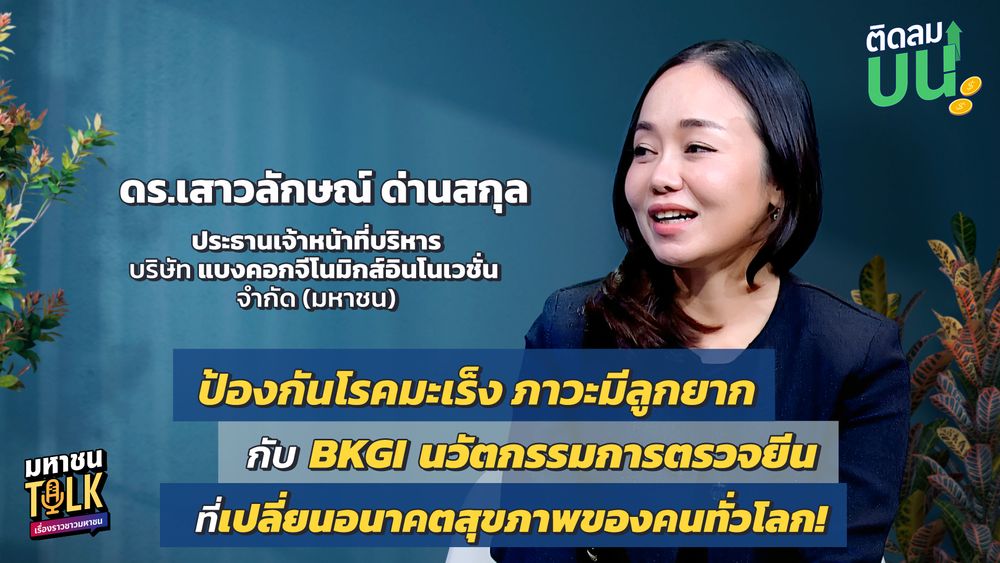 ติดลม
บน
ดร.เสาวลักษณ์ ด่านสกุล
ประธานเจ้าหน้าที่บริหาร
บริษัท แบงคอกจีโนมิกส์อินโนเวชั่น
จำกัด (มหาชน)
ป้องกันโรคมะเร็ง ภาวะมีลูกยาก
กับ BKGI นวัตกรรมการตรวจยีน
ที่เปลี่ยนอนาคตสุขภาพของคนทั่วโลก!
มหาชน
TALK
เรื่องราวชาวมหาชน